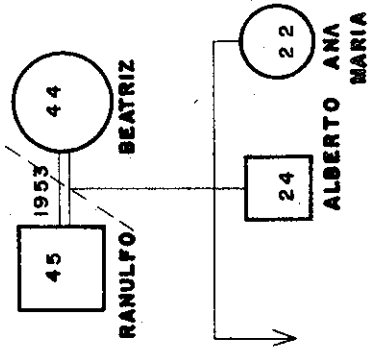 1953
45
44
RANULFO
BEATRIZ
24
22
ALBERTO
ANA
MARIA